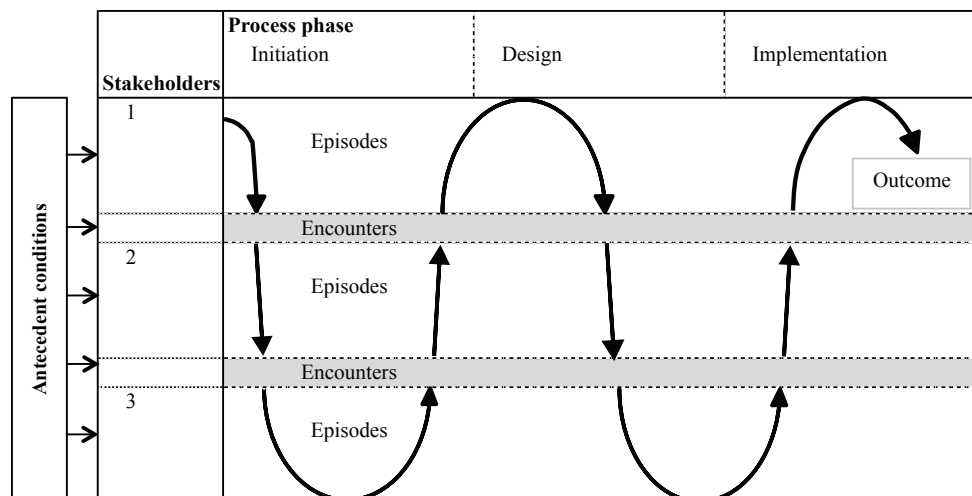 Process phase
Initiation
Design
Implementation
Stakeholders
Antecedent conditions
1
Episodes
Outcome
Encounters
2
Episodes
Encounters
3
Episodes